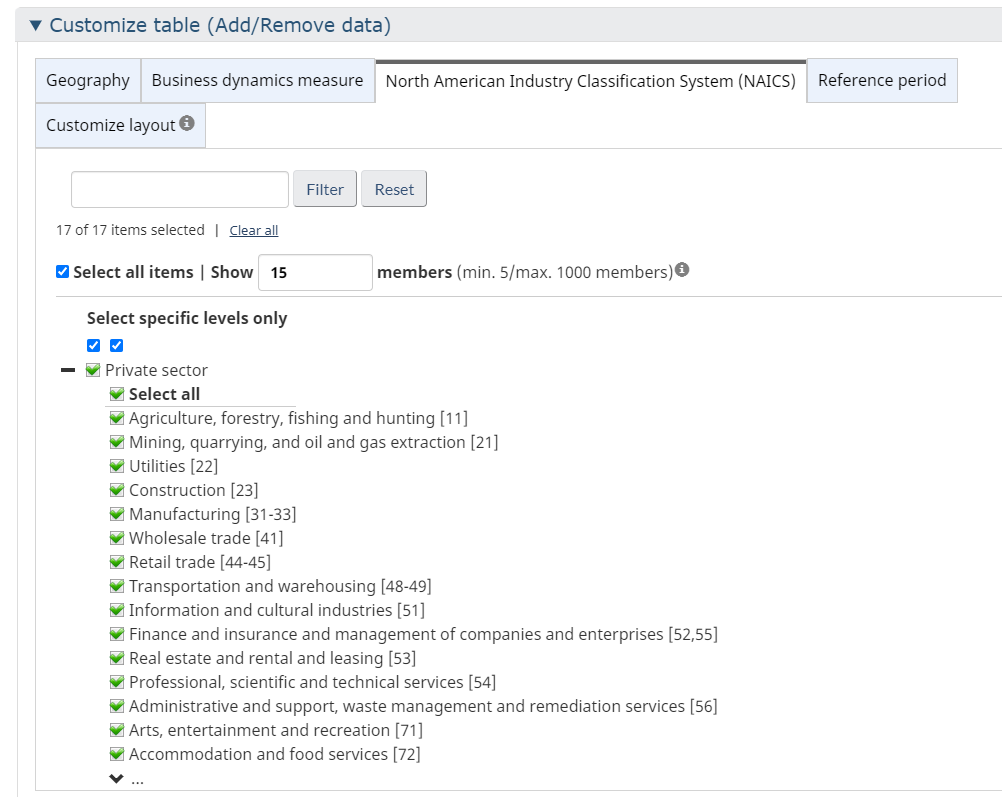 Customize table (Add/Remove data)
Geography
Business dynamics measure
North American Industry Classification System (NAICS)
Reference period
Customize layout
Filter
Reset
17 of 17 items selected | Clear all
Select all items | Show 15 members (min. 5/max. 1000 members)
Select specific levels only
Private sector
Select all
Agriculture, forestry, fishing and hunting [11]
Mining, quarrying, and oil and gas extraction [21]
Utilities [22]
Construction [23]
Manufacturing [31-33]
Wholesale trade [41]
Retail trade [44-45]
Transportation and warehousing [48-49]
Information and cultural industries [51]
Finance and insurance and management of companies and enterprises [52,55]
Real estate and rental and leasing [53]
Professional, scientific and technical services [54]
Administrative and support, waste management and remediation services [56]
Arts, entertainment and recreation [71]
Accommodation and food services [72]
...